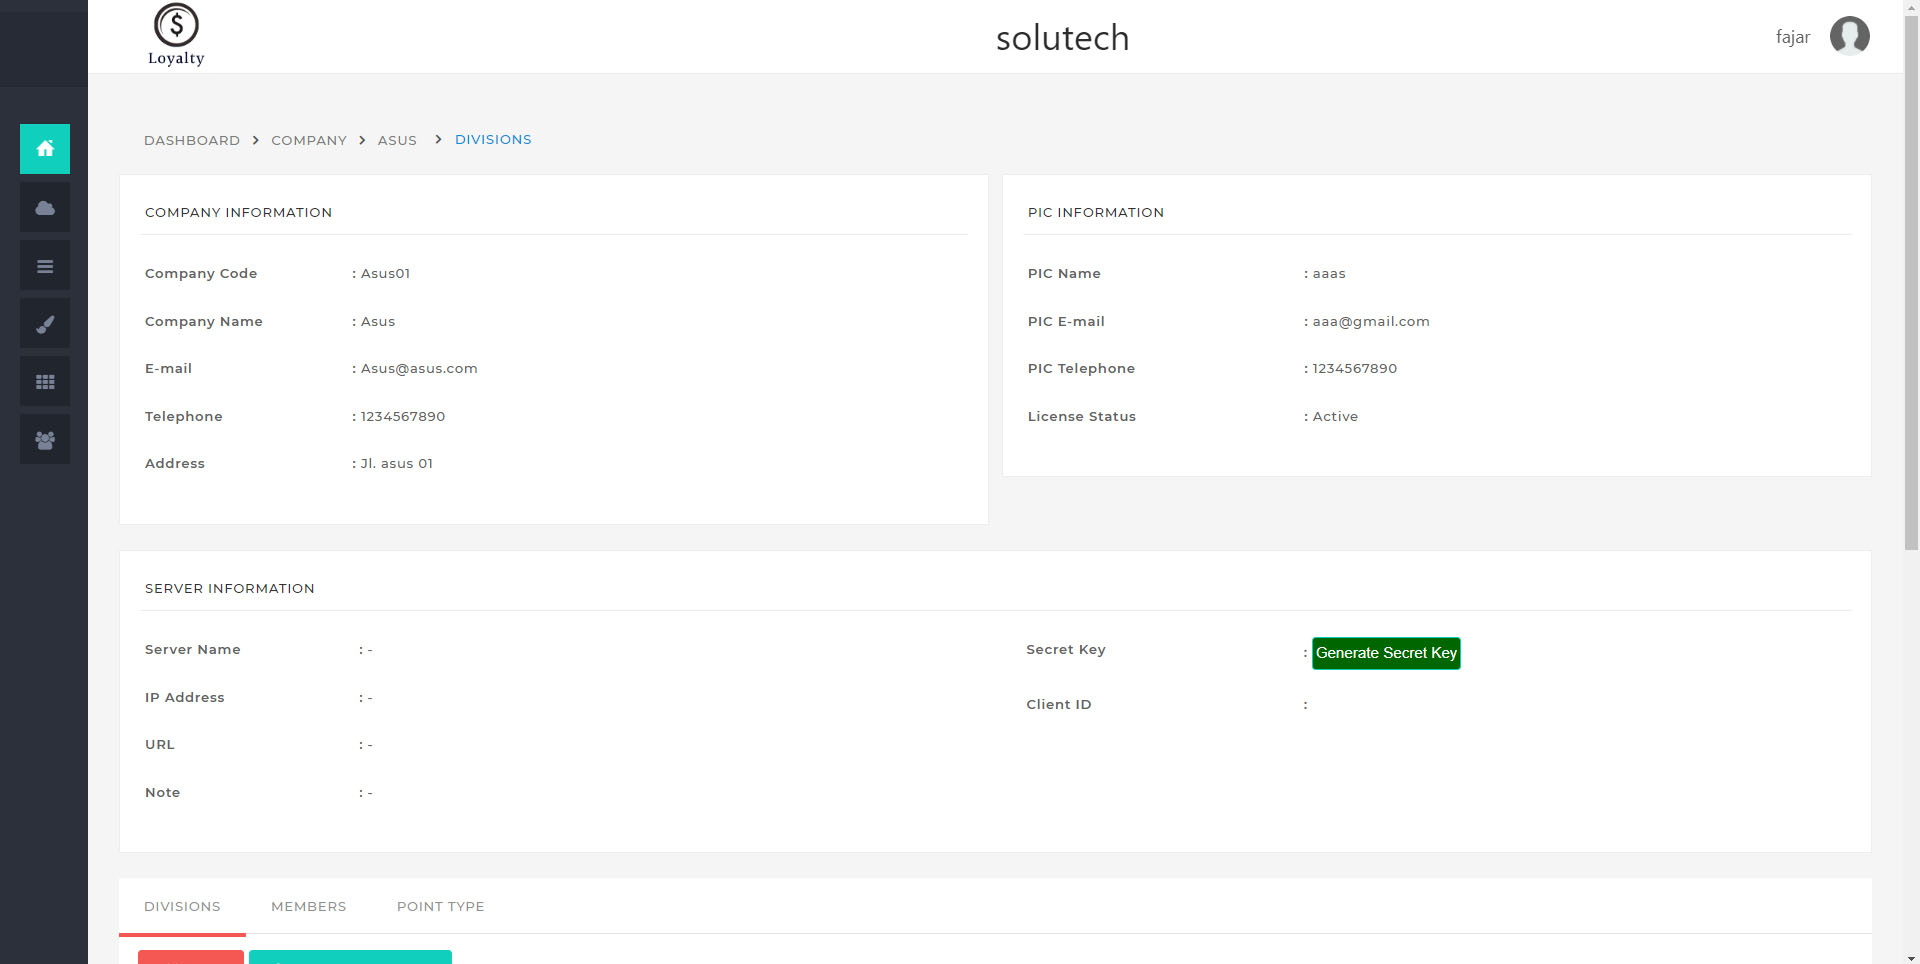 $
Loyalty
solutech
fajar
DASHBOARD > COMPANY > ASUS > DIVISIONS
COMPANY INFORMATION
Company Code : Asus01
Company Name : Asus
E-mail : Asus@asus.com
Telephone : 1234567890
Address : Jl. asus 01
PIC INFORMATION
PIC Name : aaas
PIC E-mail : aaa@gmail.com
PIC Telephone : 1234567890
License Status : Active
SERVER INFORMATION
Server Name : -
IP Address : -
URL : -
Note : -
Secret Key : Generate Secret Key
Client ID :
DIVISIONS MEMBERS POINT TYPE